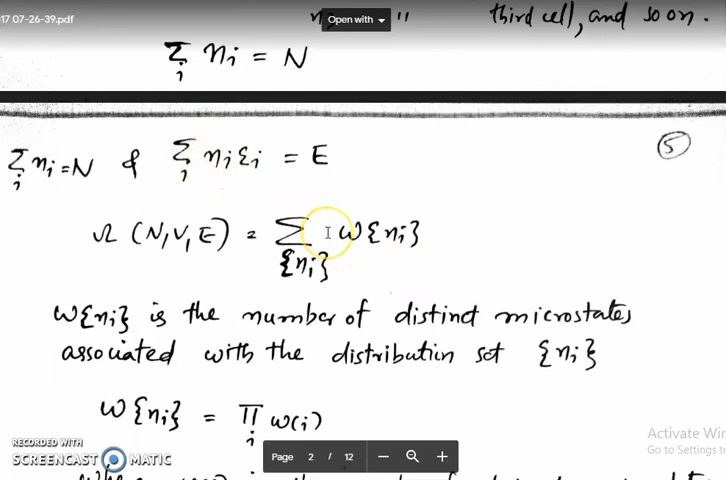 17 07-26-39.pdf
Open with
third cell, and so on.
∑ nᵢ = N
i
(5)
∑ nᵢ = N & ∑ nᵢεᵢ = E
i i
Ω (N,V,E) = ∑ ω{nᵢ}
{nᵢ}
ω{nᵢ} is the number of distinct microstates
associated with the distribution set {nᵢ}
ω{nᵢ} = ∏ ω(i)
i
RECORDED WITH
SCREENCAST MATIC
Page 2 / 12
Activate Win
Go to Settings to